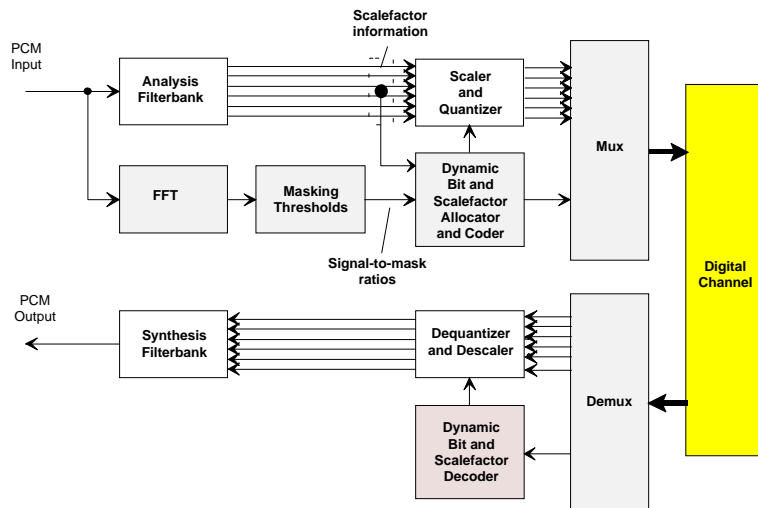 Scalefactor
information
PCM
Input
Analysis
Filterbank
Scaler
and
Quantizer
Mux
FFT
Masking
Thresholds
Dynamic
Bit and
Scalefactor
Allocator
and Coder
Signal-to-mask
ratios
Digital
Channel
PCM
Output
Synthesis
Filterbank
Dequantizer
and Descaler
Demux
Dynamic
Bit and
Scalefactor
Decoder